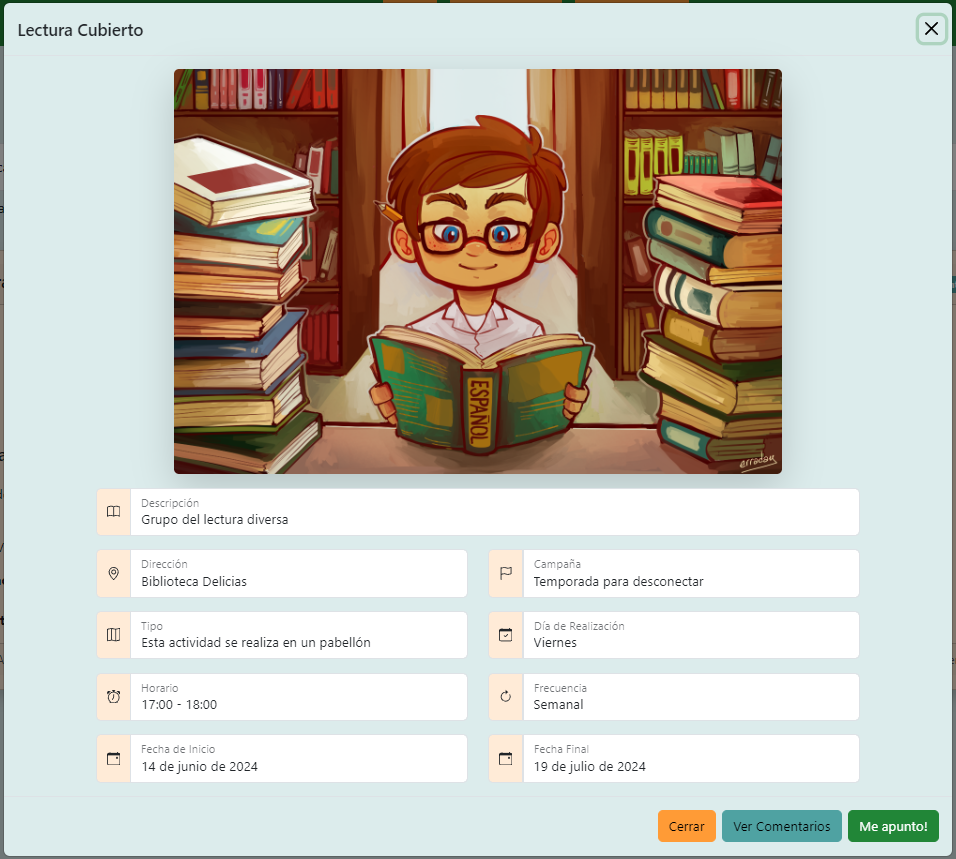 Lectura Cubierto
ESPAÑOL
erradan
Descripción
Grupo del lectura diversa
Dirección
Biblioteca Delicias
Campaña
Temporada para desconectar
Tipo
Esta actividad se realiza en un pabellón
Día de Realización
Viernes
Horario
17:00 - 18:00
Frecuencia
Semanal
Fecha de Inicio
14 de junio de 2024
Fecha Final
19 de julio de 2024
Cerrar
Ver Comentarios
Me apunto!